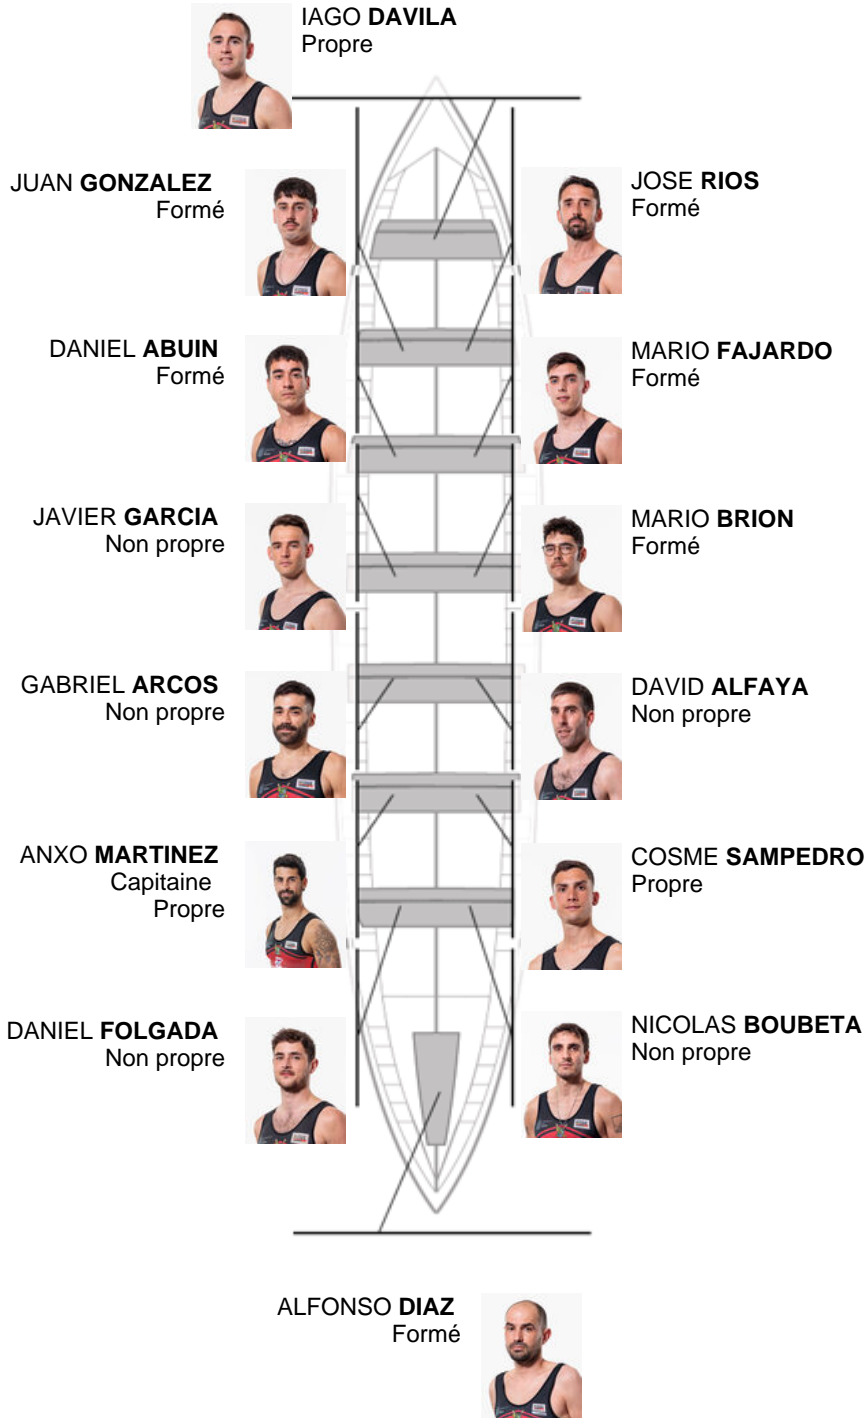 IAGO DAVILA
Propre
JUAN GONZALEZ
Formé
JOSE RIOS
Formé
DANIEL ABUIN
Formé
MARIO FAJARDO
Formé
JAVIER GARCIA
Non propre
MARIO BRION
Formé
GABRIEL ARCOS
Non propre
DAVID ALFAYA
Non propre
ANXO MARTINEZ
Capitaine
Propre
COSME SAMPEDRO
Propre
DANIEL FOLGADA
Non propre
NICOLAS BOUBETA
Non propre
ALFONSO DIAZ
Formé